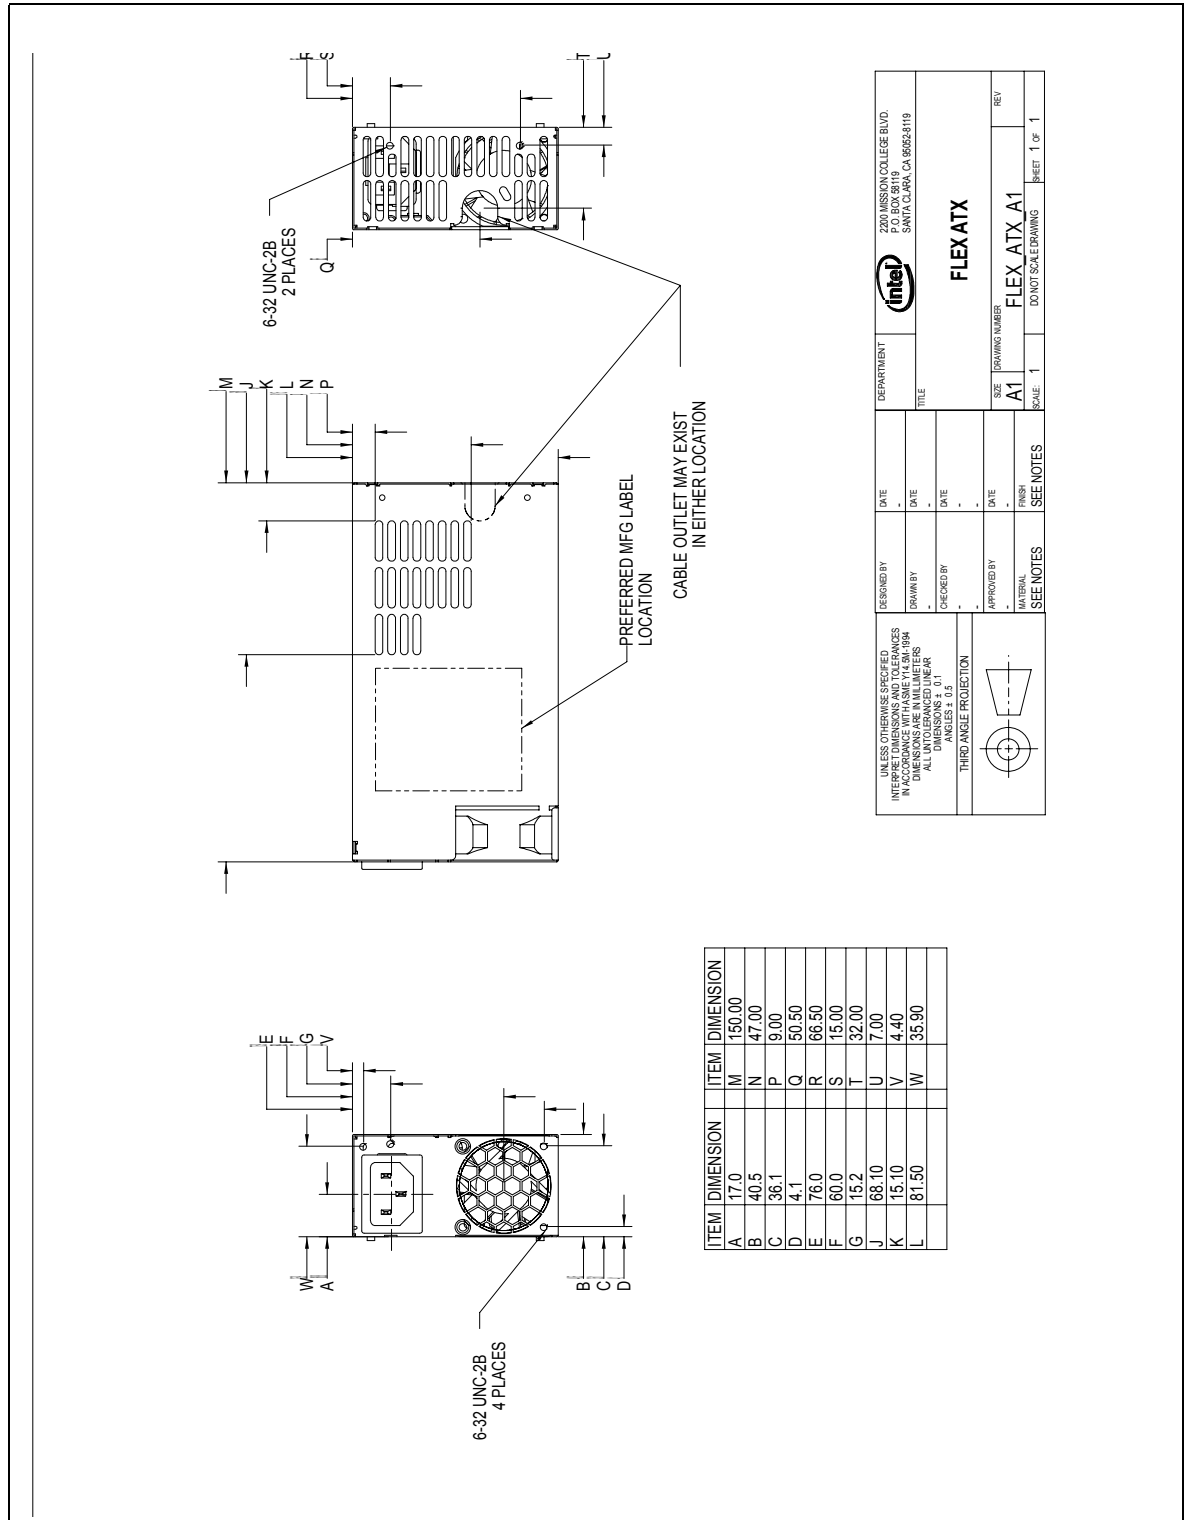 W
A
E
F
G
V
B
C
D
6-32 UNC-2B
4 PLACES
M
J
K
L
N
P
PREFERRED MFG LABEL
LOCATION
CABLE OUTLET MAY EXIST
IN EITHER LOCATION
6-32 UNC-2B
2 PLACES
Q
R
S
T
ITEM DIMENSION ITEM DIMENSION
A 17.0 M 150.00
B 40.5 N 47.00
C 36.1 P 9.00
D 4.1 Q 50.50
E 76.0 R 66.50
F 60.0 S 15.00
G 15.2 T 32.00
J 68.10 U 7.00
K 15.10 V 4.40
L 81.50 W 35.90
UNLESS OTHERWISE SPECIFIED
INTERPRET DIMENSIONS AND TOLERANCES
IN ACCORDANCE WITH ASME Y14.5M-1994
DIMENSIONS ARE IN MILLIMETERS
ALL UNTOLERANCED LINEAR
DIMENSIONS ± 0.1
ANGLES ± 0.5
THIRD ANGLE PROJECTION
DESIGNED BY DATE
- -
DRAWN BY DATE
- -
CHECKED BY DATE
- -
- -
APPROVED BY DATE
- -
MATERIAL FINISH
SEE NOTES SEE NOTES
DEPARTMENT
intel
2200 MISSION COLLEGE BLVD.
P.O. BOX 58119
SANTA CLARA, CA 95052-8119
TITLE
FLEX ATX
SIZE DRAWING NUMBER REV
A1 FLEX_ATX_A1
SCALE: 1 DO NOT SCALE DRAWING SHEET 1 OF 1